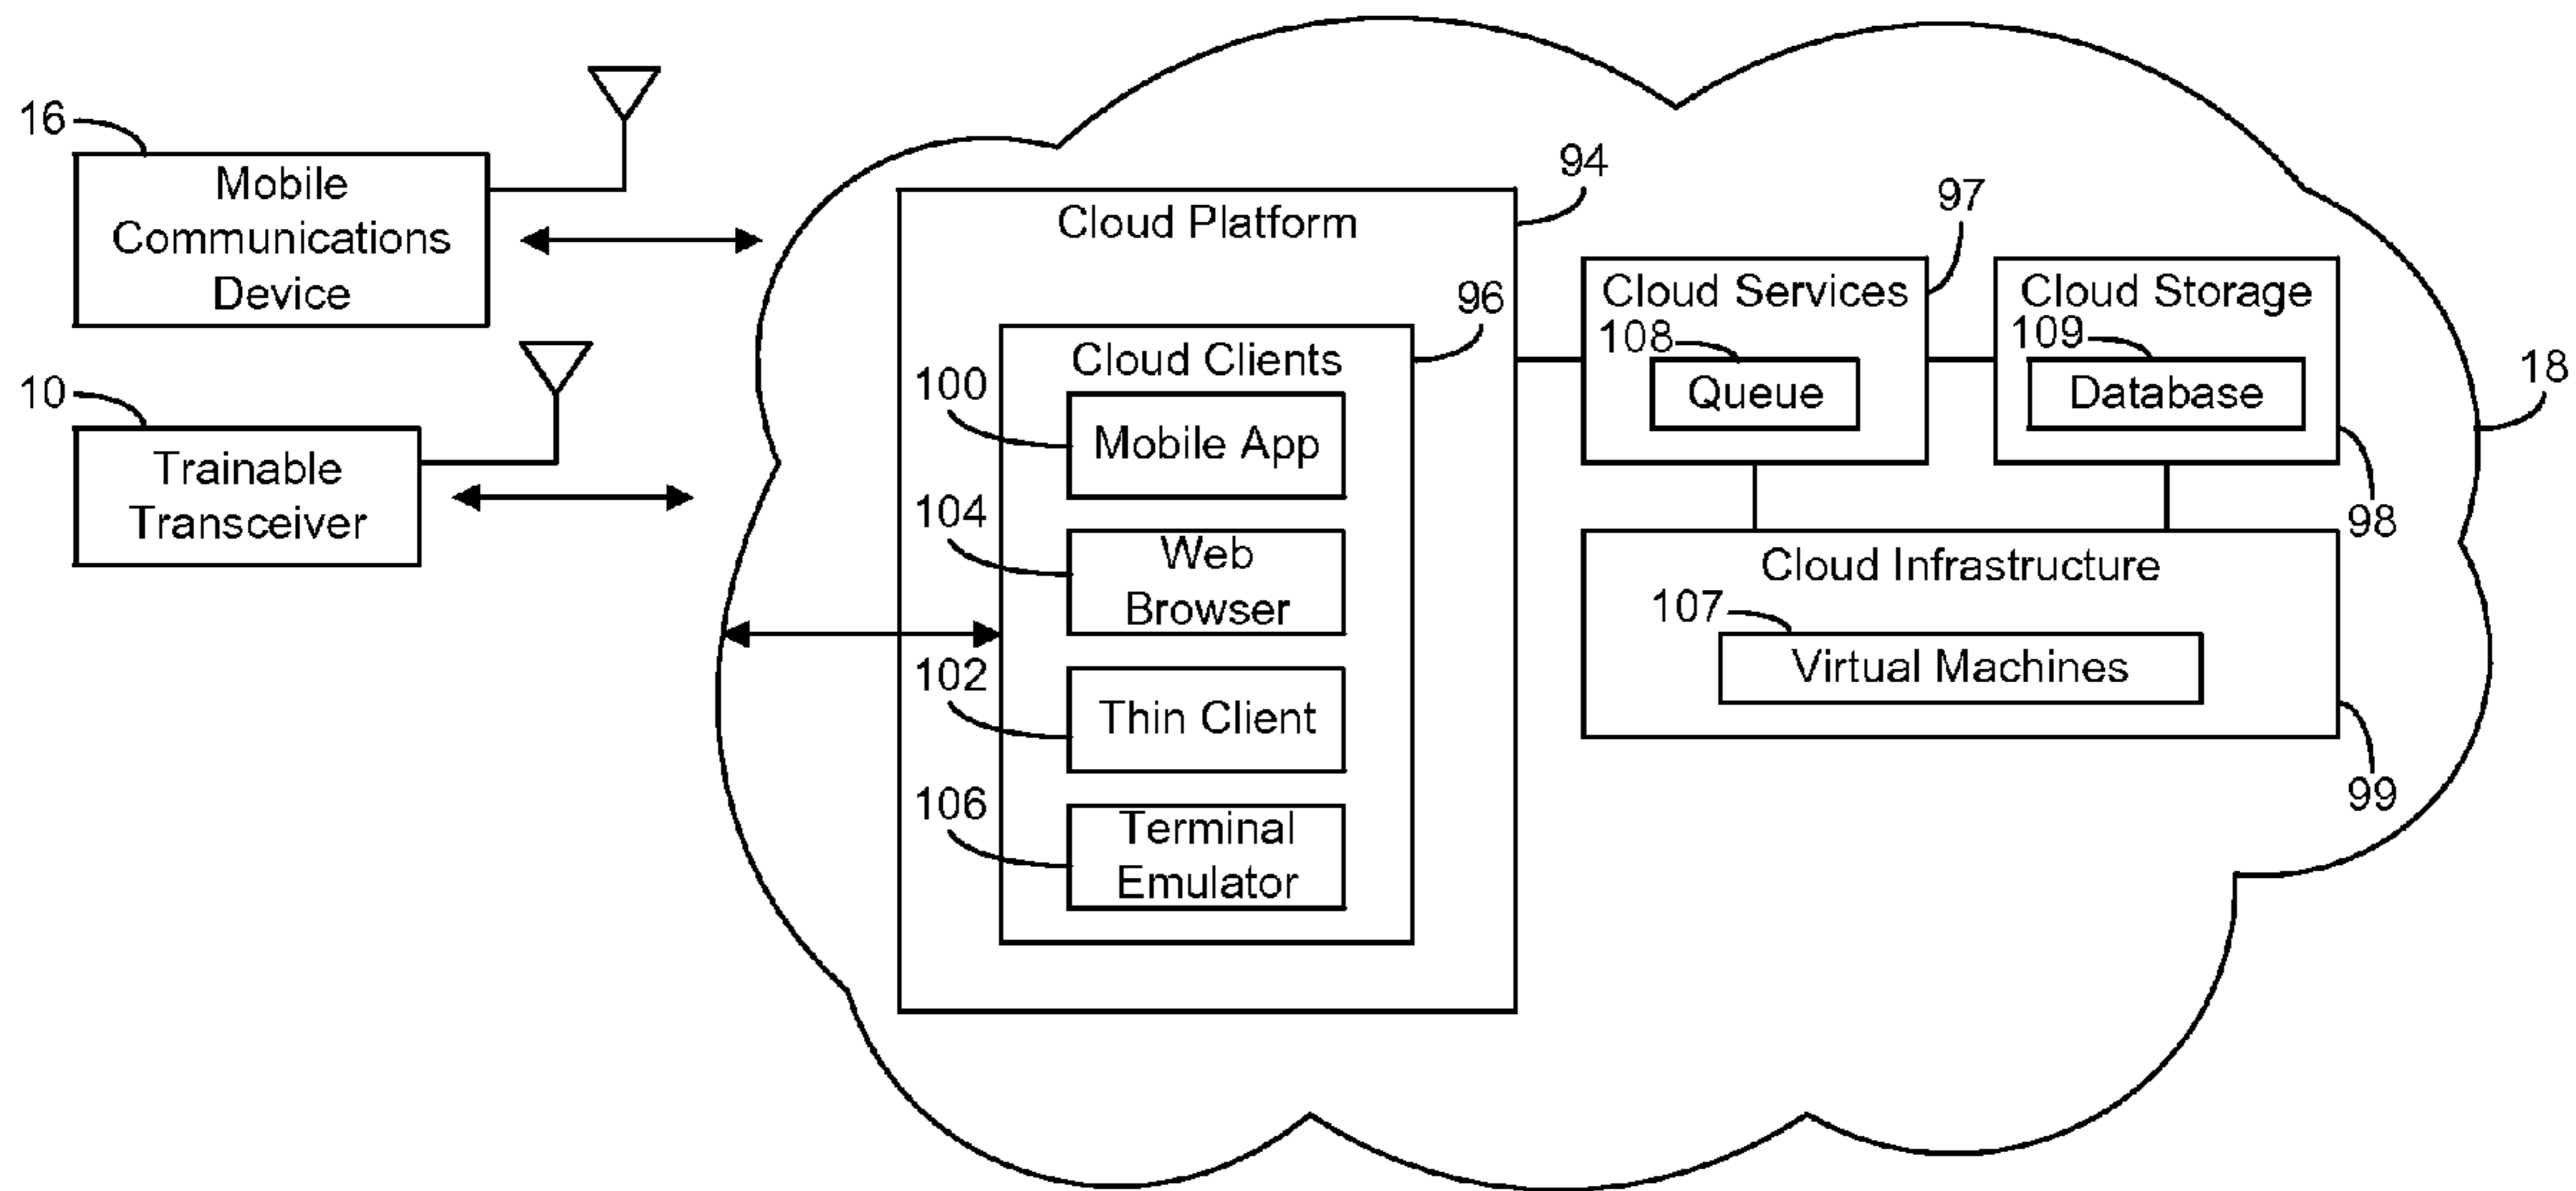 16
Mobile
Communications
Device
10
Trainable
Transceiver
94
Cloud Platform
96
Cloud Clients
100
Mobile App
104
Web
Browser
102
Thin Client
106
Terminal
Emulator
97
Cloud Services
108
Queue
Cloud Storage
109
Database
98
18
Cloud Infrastructure
107
Virtual Machines
99